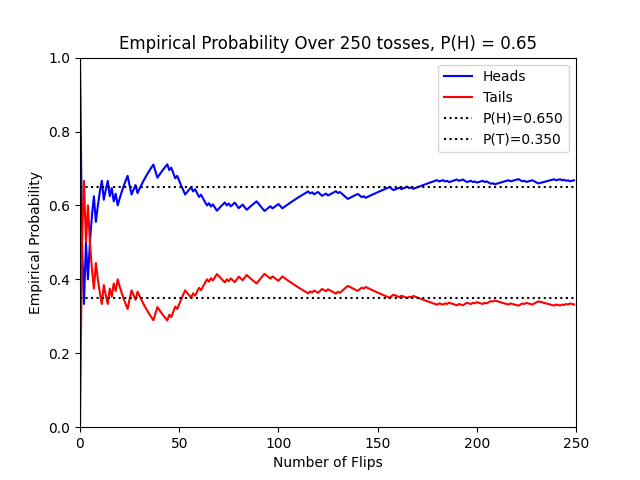 Empirical Probability Over 250 tosses, P(H) = 0.65
1.0
0.8
0.6
0.4
0.2
0.0
Empirical Probability
Heads
Tails
P(H)=0.650
P(T)=0.350
0 50 100 150 200 250
Number of Flips